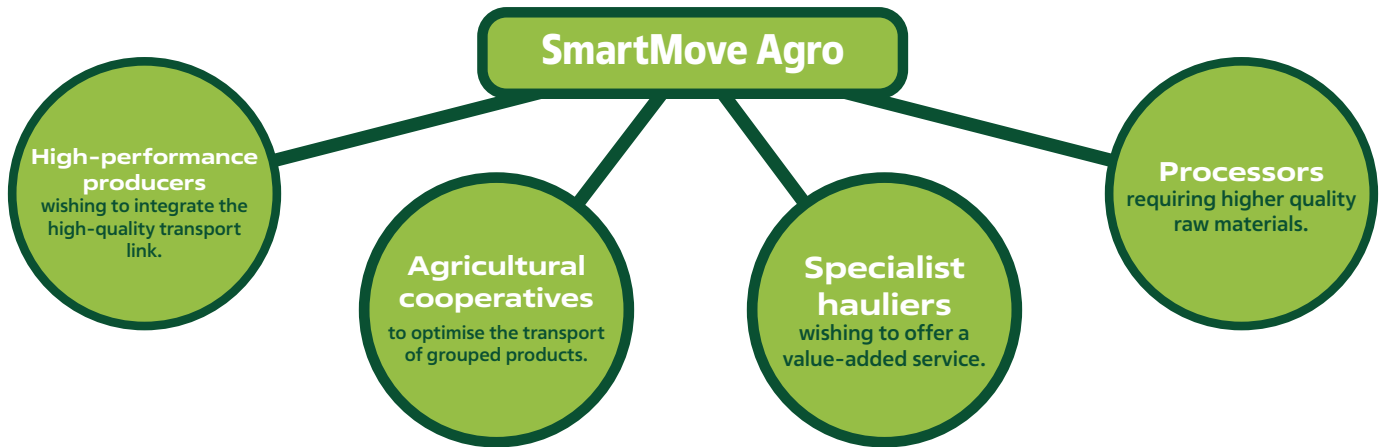 SmartMove Agro
High-performance
producers
wishing to integrate the
high-quality transport
link.
Agricultural
cooperatives
to optimise the transport
of grouped products.
Specialist
hauliers
wishing to offer a
value-added service.
Processors
requiring higher quality
raw materials.